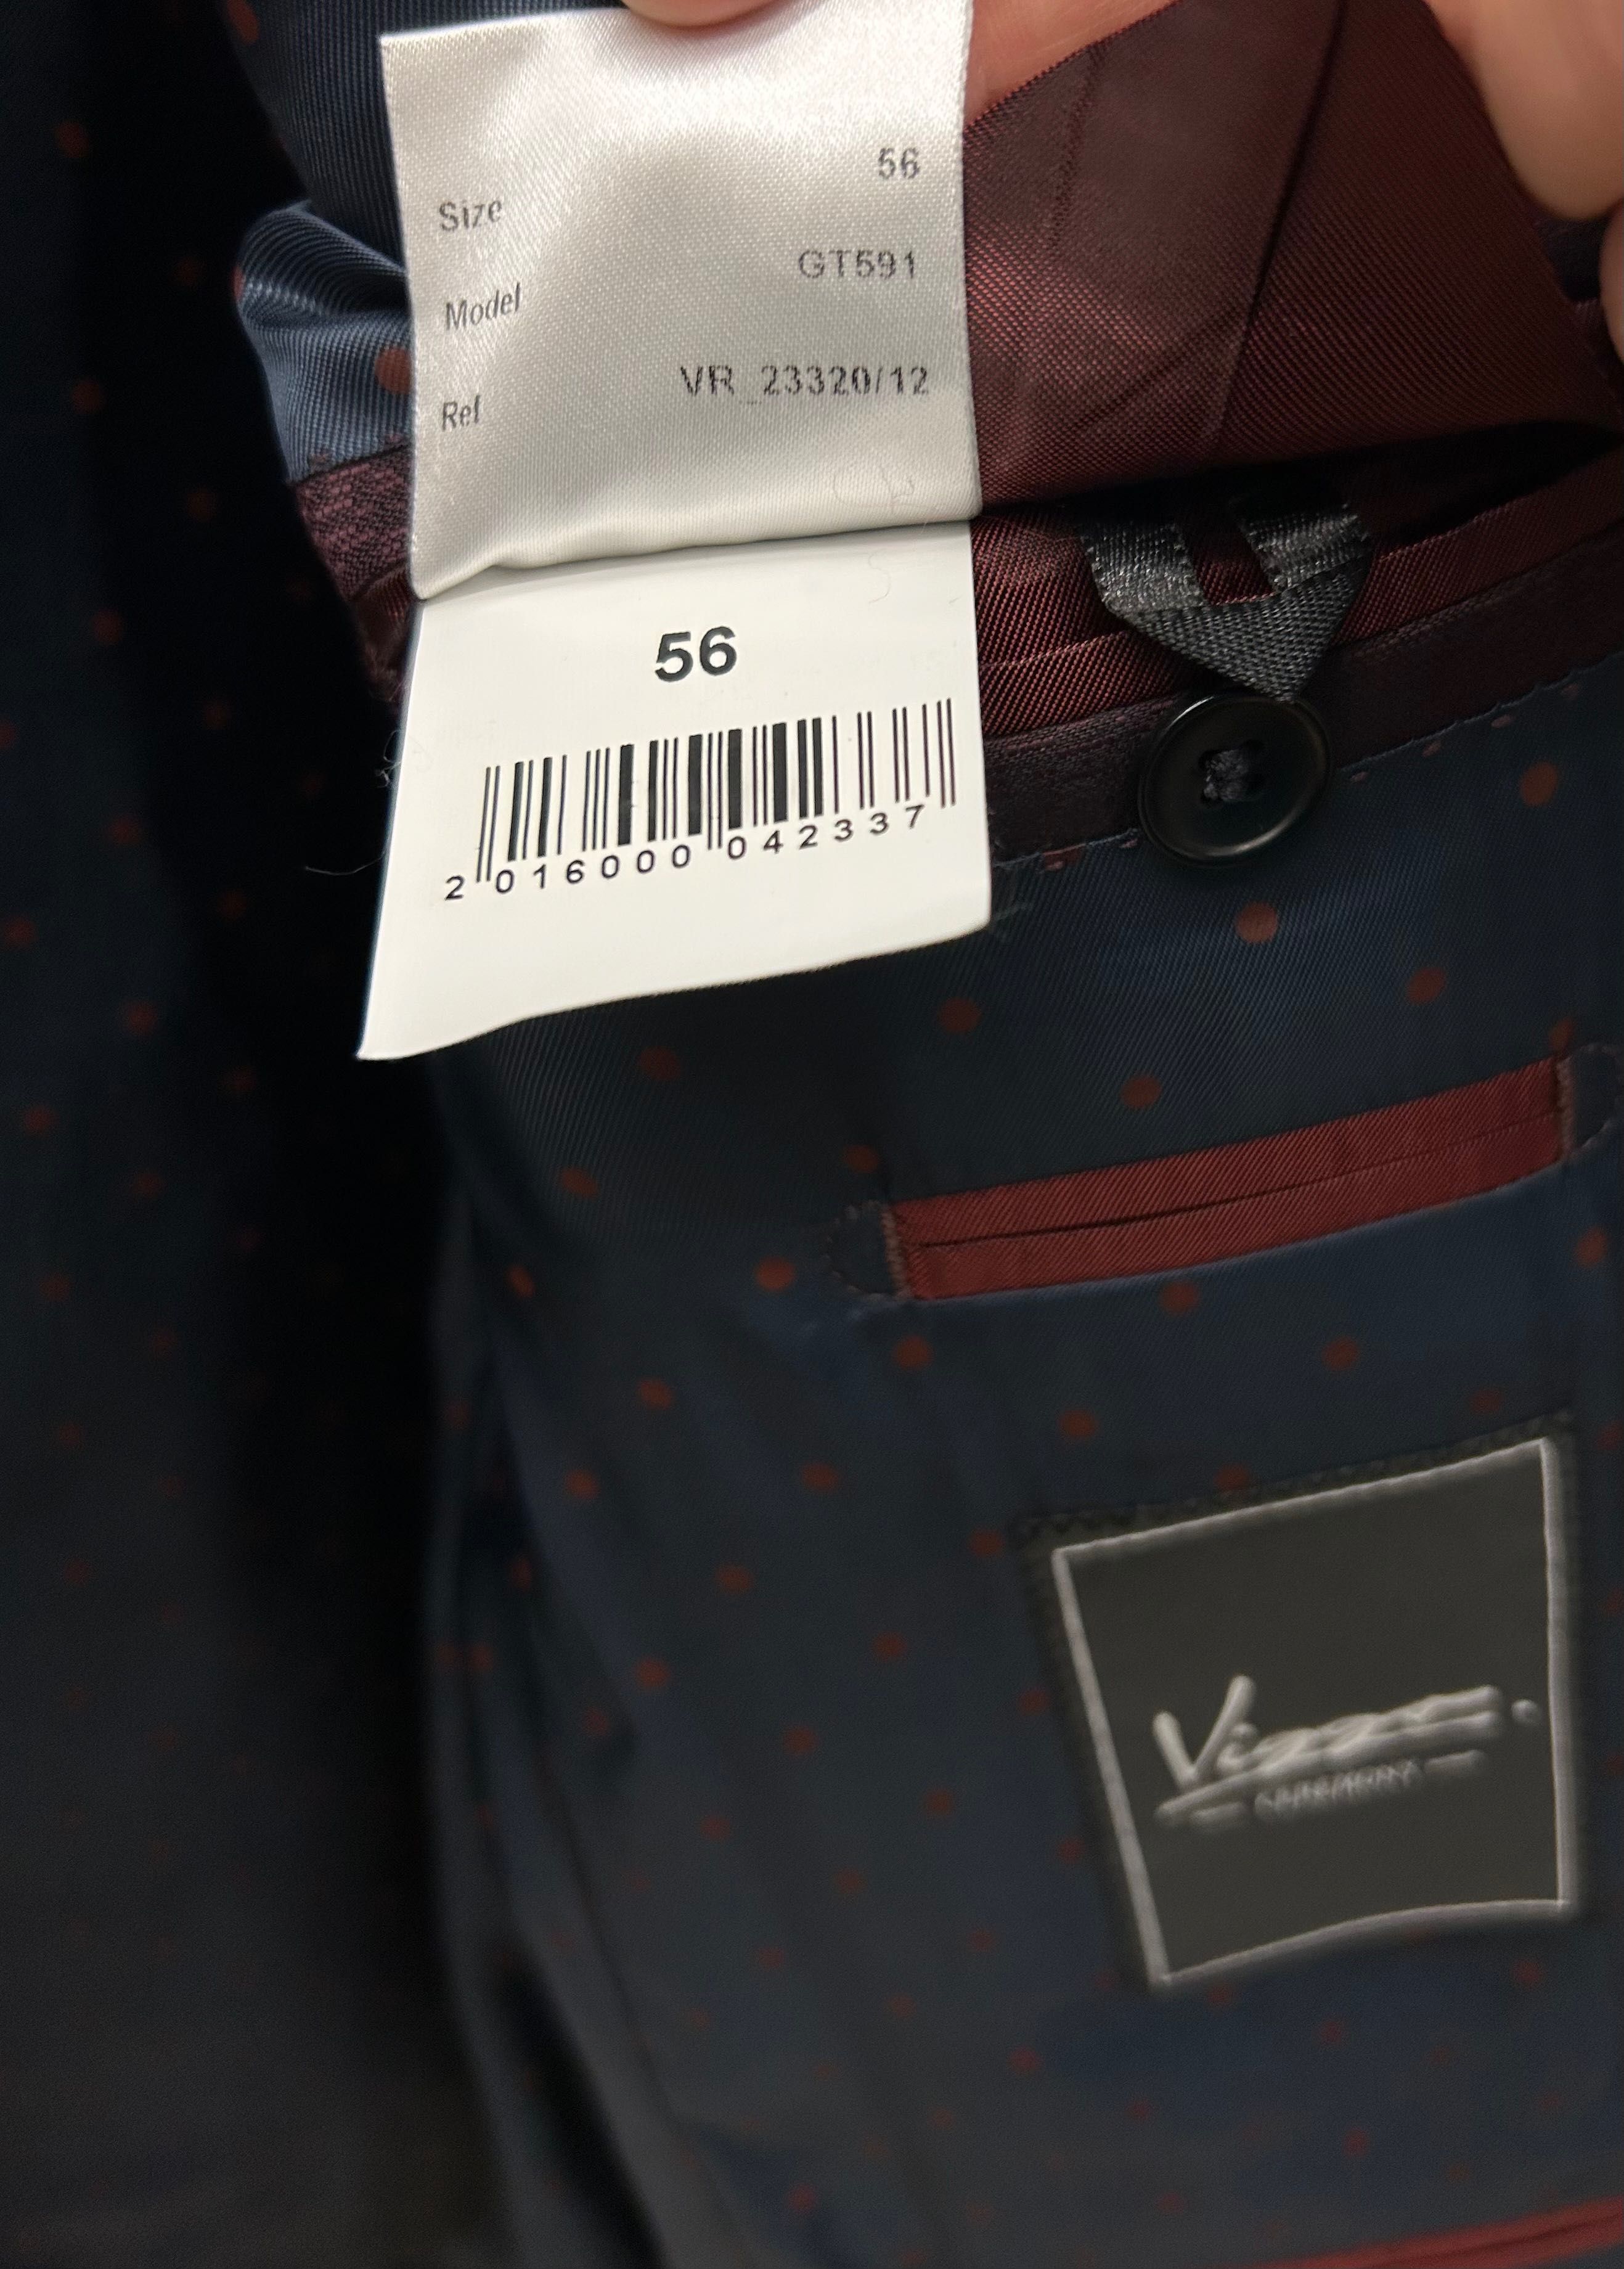 Size 56
Model GT591
Ref VR_23320/12
56
2 016000 042337